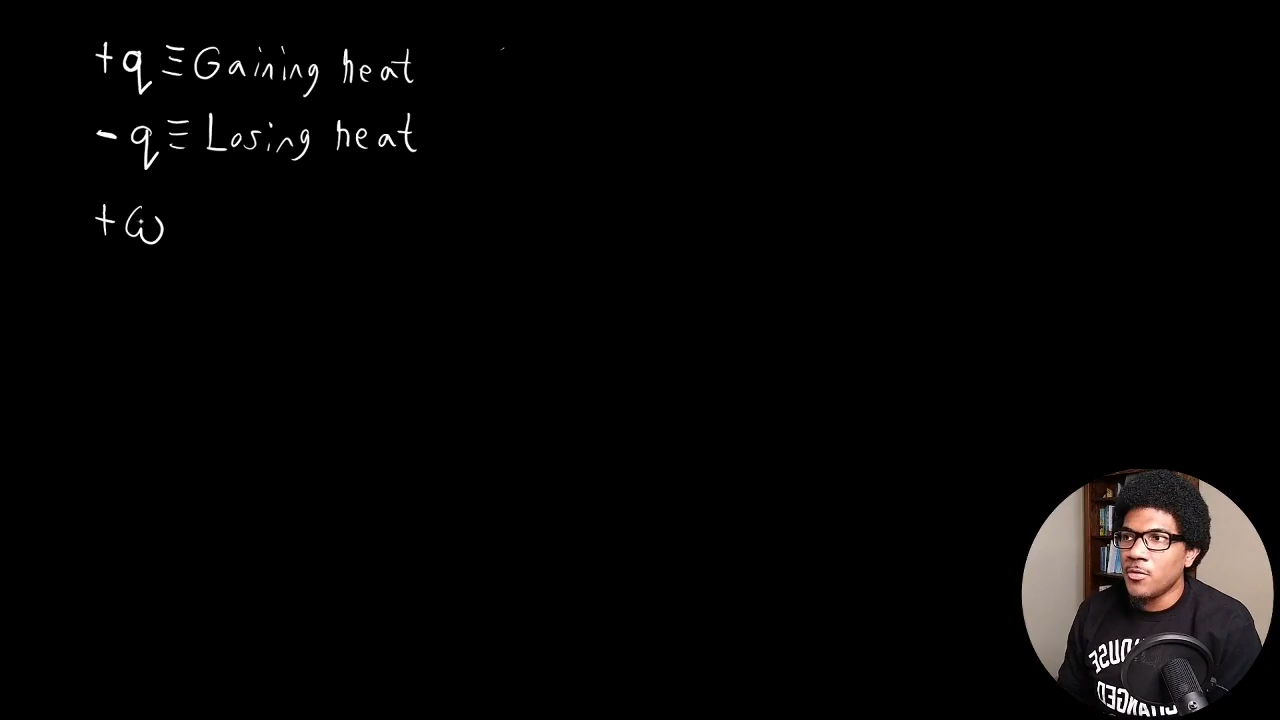 +q ≡ Gaining heat
-q ≡ Losing heat
+ω